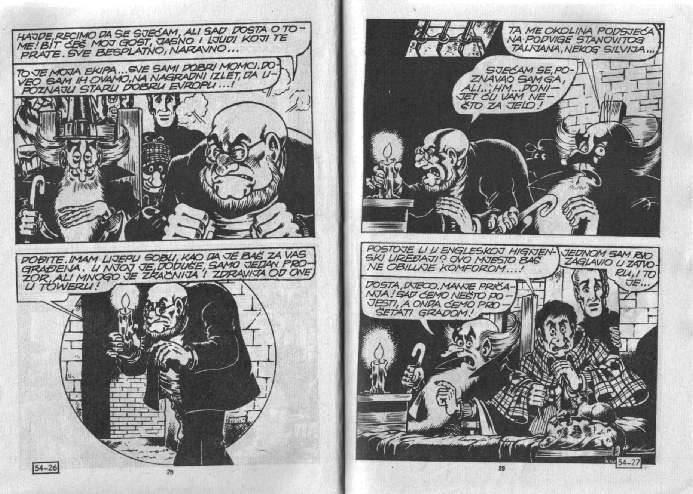 HAJDE, RECIMO DA SE SJEĆAM, ALI SAD DOSTA O TO-
ME! BIT ĆEŠ MOJ GOST, JASNO I LJUDI KOJI TE
PRATE. SVE BESPLATNO, NARAVNO...
TO JE MOJA EKIPA... SVE SAMI DOBRI MOMCI. DO-
VEO SAM IH OVAMO, NA NAGRADNI IZLET, DA U-
POZNAJU STARU DOBRU EVROPU...!
DOĐITE. IMAM LIJEPU SOBU, KAO DA JE BAŠ ZA VAS
GRAĐENA. U NJOJ JE, DODUŠE, SAMO JEDAN PRO-
ZOR, ALI MNOGO JE ZRAČNIJA I ZDRAVIJA OD ONE
U TOWERU!
54-26
TA ME OKOLINA PODSJEĆA
NA PODVIGE STANOVITOG
TALIJANA, NEKOG SILVIJA...
SJEĆAM SE, PO-
ZNAVAO SAM GA,
ALI... HM... DONI-
JET ĆU VAM NE-
ŠTO ZA JELO!
POSTOJE LI U ENGLESKOJ HIGIJEN-
SKI UREĐAJI? OVO MJESTO BAŠ
NE OBILUJE KOMFOROM...!
JEDNOM SAM BIO
ZAGLAVIO U ZATVO-
RU, I TO
JE...
DOSTA, DJECO, MANJE PRIČA-
NJA! SAD ĆEMO NEŠTO PO-
JESTI, A ONDA ĆEMO PRO-
ŠETATI GRADOM!
54-27